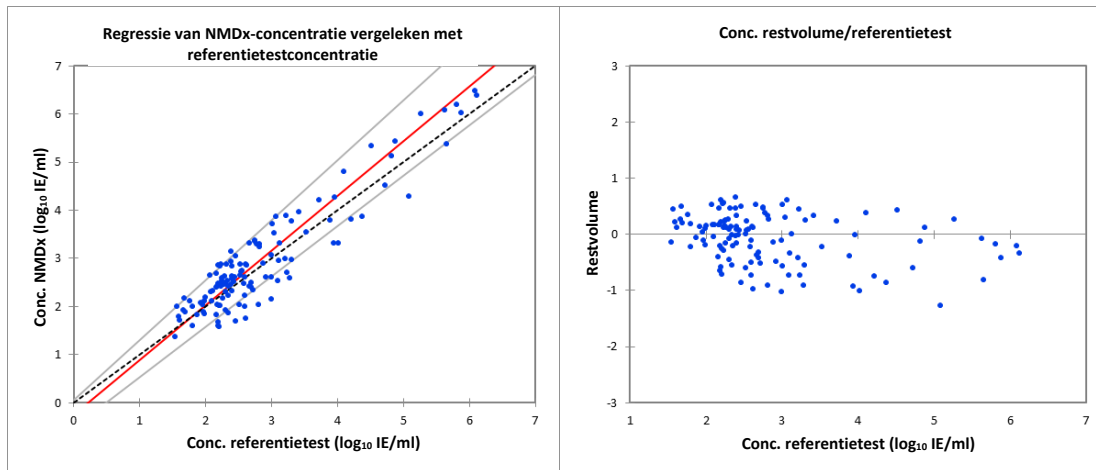 Regressie van NMDx-concentratie vergeleken met
referentietestconcentratie
7
6
5
4
3
2
1
0
Conc. NMDx (log₁₀ IE/ml)
0 1 2 3 4 5 6 7
Conc. referentietest (log₁₀ IE/ml)
Conc. restvolume/referentietest
3
2
1
0
-1
-2
-3
Restvolume
1 2 3 4 5 6 7
Conc. referentietest (log₁₀ IE/ml)